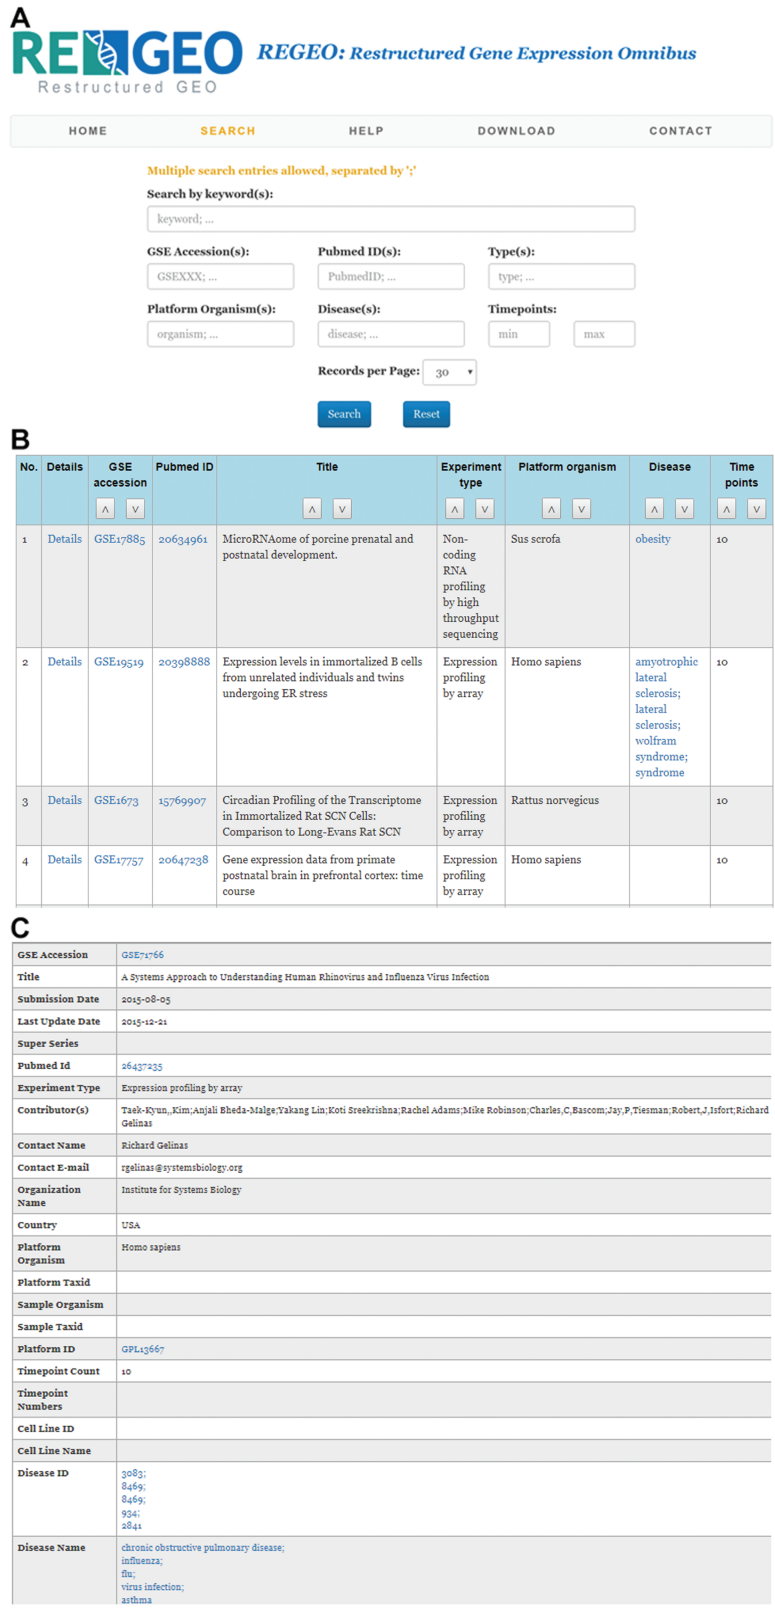 A
REGEO
Restructured GEO
REGEO: Restructured Gene Expression Omnibus
HOME SEARCH HELP DOWNLOAD CONTACT
Multiple search entries allowed, separated by ';'
Search by keyword(s):
keyword; ...
GSE Accession(s): Pubmed ID(s): Type(s):
GSEXXX; ... PubmedID; ... type; ...
Platform Organism(s): Disease(s): Timepoints:
organism; ... disease; ... min max
Records per Page: 30
Search Reset
B
No. Details GSE accession Pubmed ID Title Experiment type Platform organism Disease Time points
1 Details GSE17885 20634961 MicroRNAome of porcine prenatal and postnatal development. Non-coding RNA profiling by high throughput sequencing Sus scrofa obesity 10
2 Details GSE19519 20398888 Expression levels in immortalized B cells from unrelated individuals and twins undergoing ER stress Expression profiling by array Homo sapiens amyotrophic lateral sclerosis; lateral sclerosis; wolfram syndrome; syndrome 10
3 Details GSE1673 15769907 Circadian Profiling of the Transcriptome in Immortalized Rat SCN Cells: Comparison to Long-Evans Rat SCN Expression profiling by array Rattus norvegicus 10
4 Details GSE17757 20647238 Gene expression data from primate postnatal brain in prefrontal cortex: time course Expression profiling by array Homo sapiens 10
C
GSE Accession GSE71766
Title A Systems Approach to Understanding Human Rhinovirus and Influenza Virus Infection
Submission Date 2015-08-05
Last Update Date 2015-12-21
Super Series
Pubmed Id 26437235
Experiment Type Expression profiling by array
Contributor(s) Taek-Kyun,,Kim;Anjali Bheda-Malge;Yakang Lin;Koti Sreekrishna;Rachel Adams;Mike Robinson;Charles,C,Bascom;Jay,P,Tiesman;Robert,J,Isfort;Richard
Gelinas
Contact Name Richard Gelinas
Contact E-mail rgelinas@systemsbiology.org
Organization Name Institute for Systems Biology
Country USA
Platform Organism Homo sapiens
Platform Taxid
Sample Organism
Sample Taxid
Platform ID GPL13667
Timepoint Count 10
Timepoint Numbers
Cell Line ID
Cell Line Name
Disease ID 3083;
8469;
8469;
934;
2841
Disease Name chronic obstructive pulmonary disease;
influenza;
flu;
virus infection;
asthma